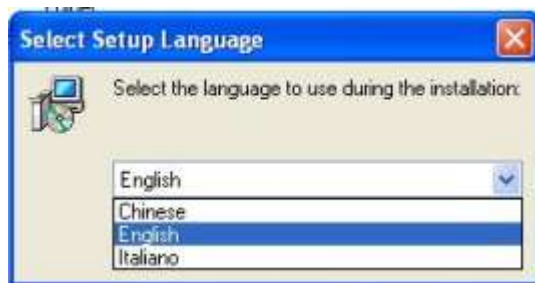 Select Setup Language
Select the language to use during the installation:
English
Chinese
English
Italiano